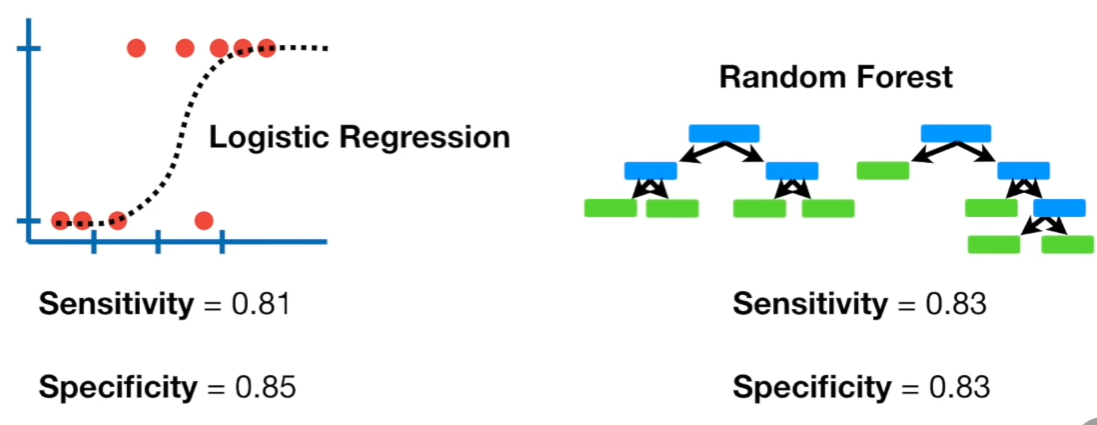 Random Forest
Logistic Regression
Sensitivity = 0.81
Sensitivity = 0.83
Specificity = 0.85
Specificity = 0.83